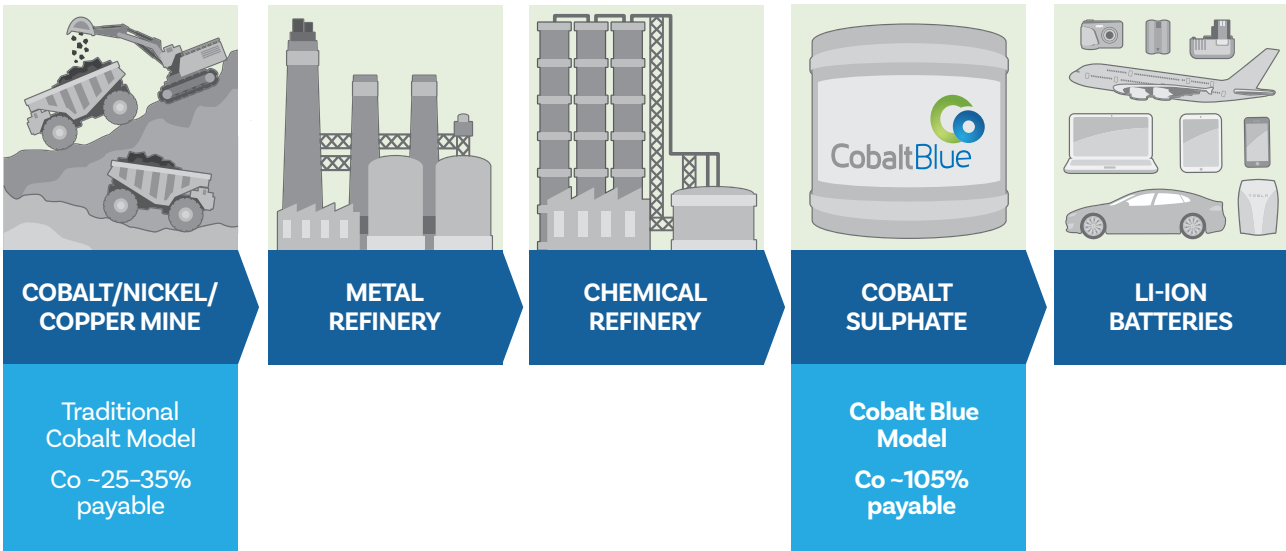 CobaltBlue
TESLA
COBALT/NICKEL/
COPPER MINE
METAL
REFINERY
CHEMICAL
REFINERY
COBALT
SULPHATE
LI-ION
BATTERIES
Traditional
Cobalt Model
Co ~25–35%
payable
Cobalt Blue
Model
Co ~105%
payable